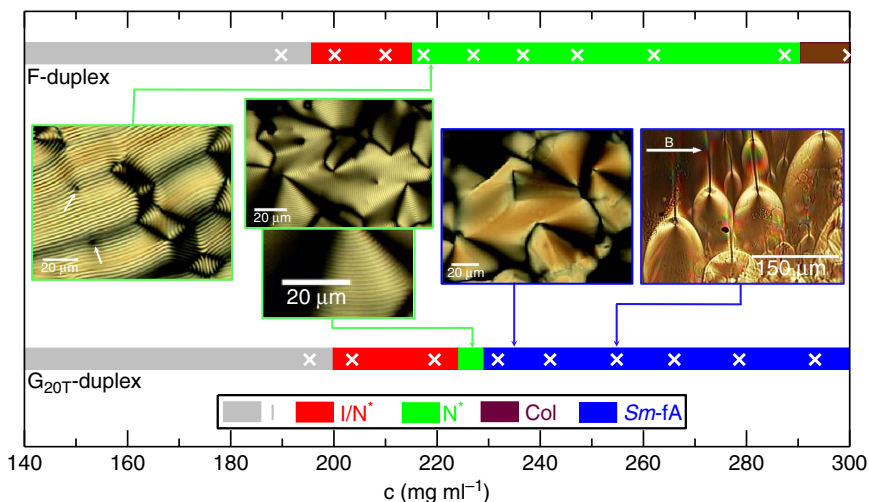 F-duplex
20 μm
20 μm
20 μm
20 μm
B
150 μm
G20T-duplex
I
I/N*
N*
Col
Sm-fA
140
160
180
200
220
240
260
280
300
c (mg ml−1)